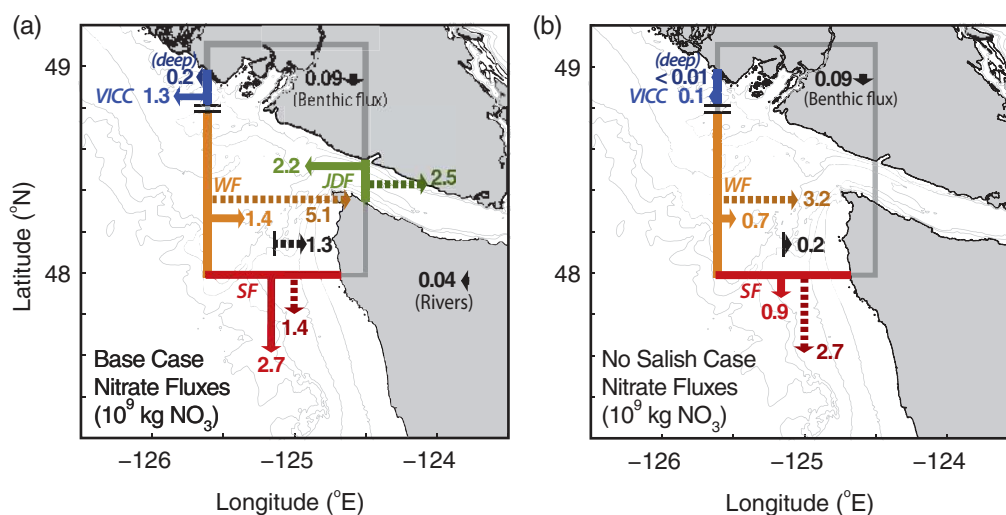 (a)
(b)
Latitude (°N)
49
48
(deep)
0.2
VICC 1.3
0.09
(Benthic flux)
2.2
JDF
2.5
WF
5.1
1.4
1.3
0.04
(Rivers)
SF
1.4
2.7
Base Case
Nitrate Fluxes
(10⁹ kg NO₃)
−126
−125
−124
Longitude (°E)
49
48
(deep)
< 0.01
VICC 0.1
0.09
(Benthic flux)
WF
3.2
0.7
0.2
SF
0.9
2.7
No Salish Case
Nitrate Fluxes
(10⁹ kg NO₃)
−126
−125
−124
Longitude (°E)